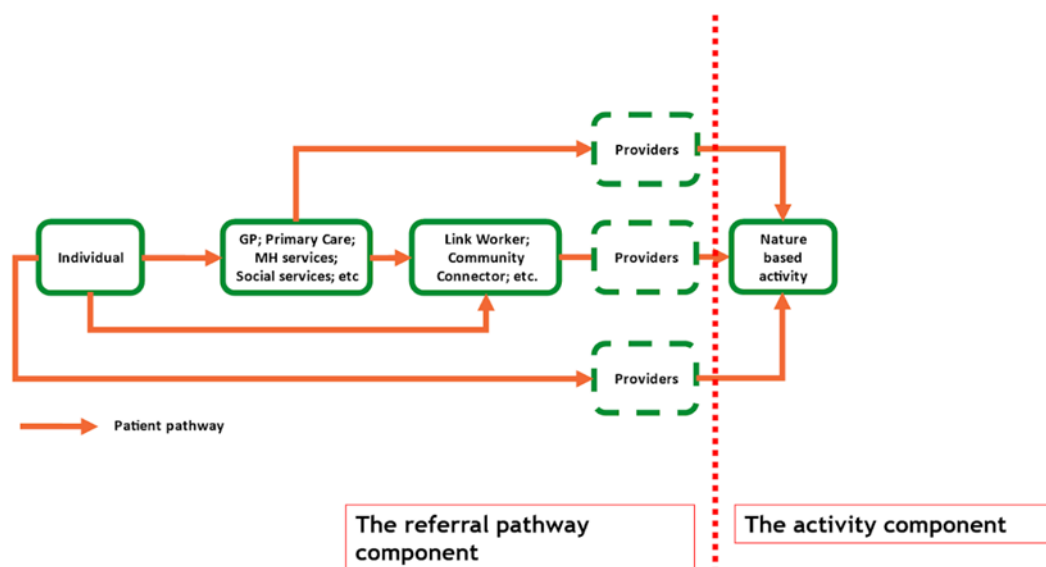 Providers
Individual
GP; Primary Care;
MH services;
Social services; etc
Link Worker;
Community
Connector; etc.
Providers
Nature
based
activity
Providers
Patient pathway
The referral pathway
component
The activity component